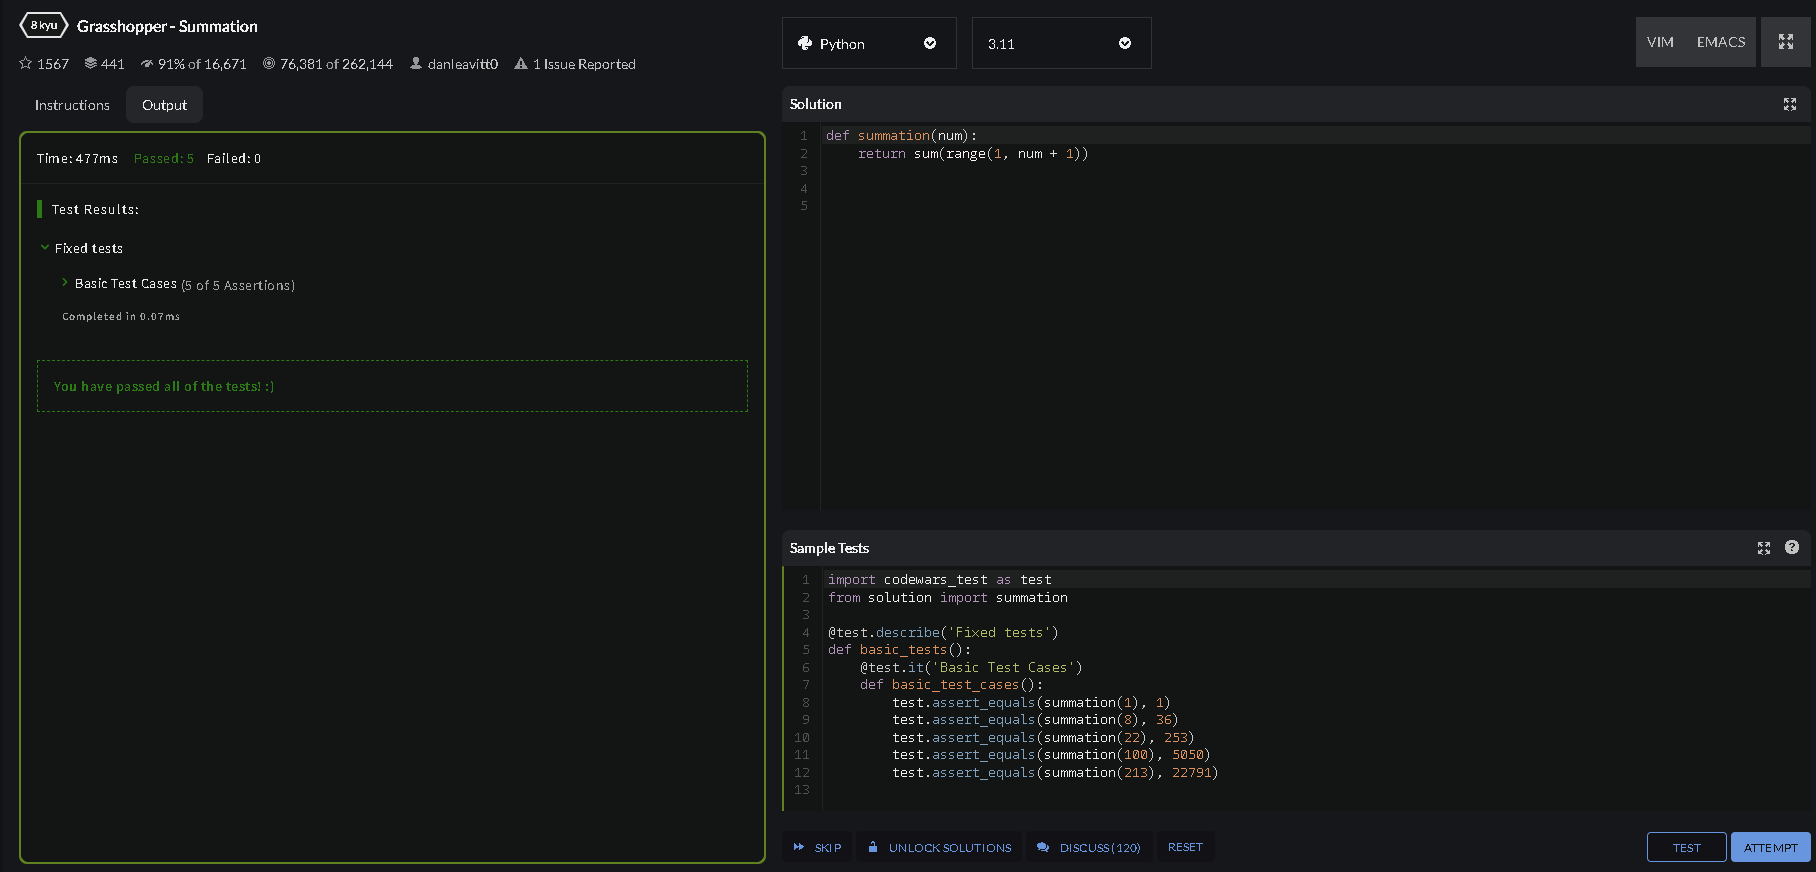 8 kyu Grasshopper - Summation
1567 441 91% of 16,671 76,381 of 262,144 danleavitt0 1 Issue Reported
Instructions Output
Time: 477ms Passed: 5 Failed: 0
Test Results:
Fixed tests
Basic Test Cases (5 of 5 Assertions)
Completed in 0.07ms
You have passed all of the tests! :)
Python 3.11 VIM EMACS
Solution
1 def summation(num):
2     return sum(range(1, num + 1))
3
4
5
Sample Tests
1 import codewars_test as test
2 from solution import summation
3
4 @test.describe('Fixed tests')
5 def basic_tests():
6     @test.it('Basic Test Cases')
7     def basic_test_cases():
8         test.assert_equals(summation(1), 1)
9         test.assert_equals(summation(8), 36)
10         test.assert_equals(summation(22), 253)
11         test.assert_equals(summation(100), 5050)
12         test.assert_equals(summation(213), 22791)
13
SKIP UNLOCK SOLUTIONS DISCUSS (120) RESET TEST ATTEMPT